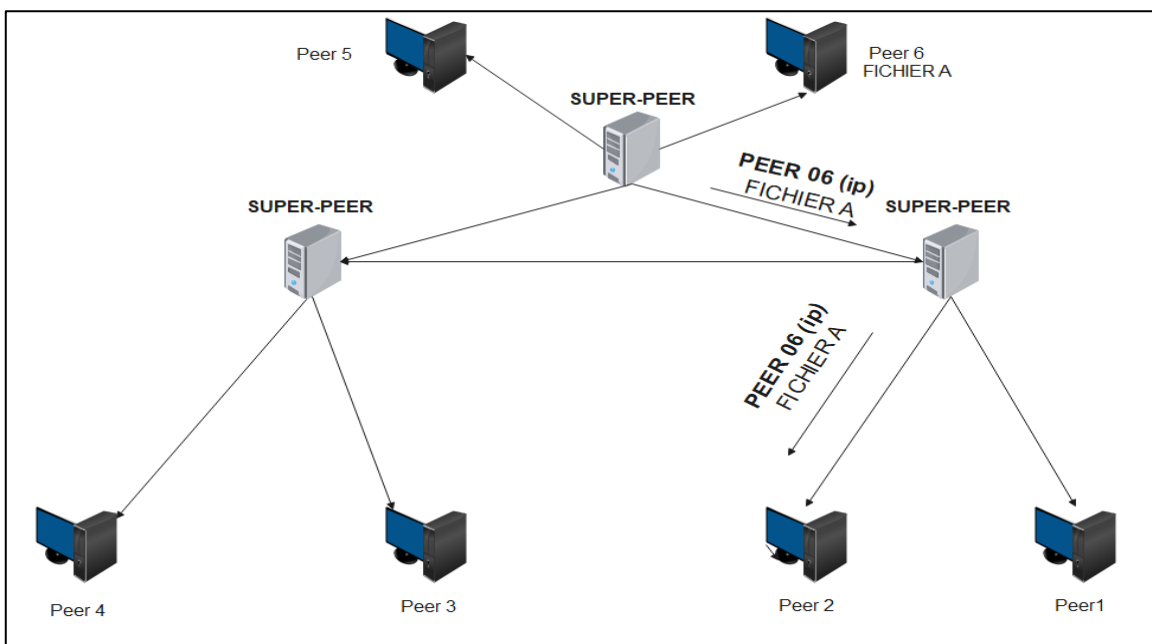 Peer 5
Peer 6
FICHIER A
SUPER-PEER
PEER 06 (ip)
FICHIER A
SUPER-PEER
SUPER-PEER
PEER 06 (ip)
FICHIER A
Peer 4
Peer 3
Peer 2
Peer1